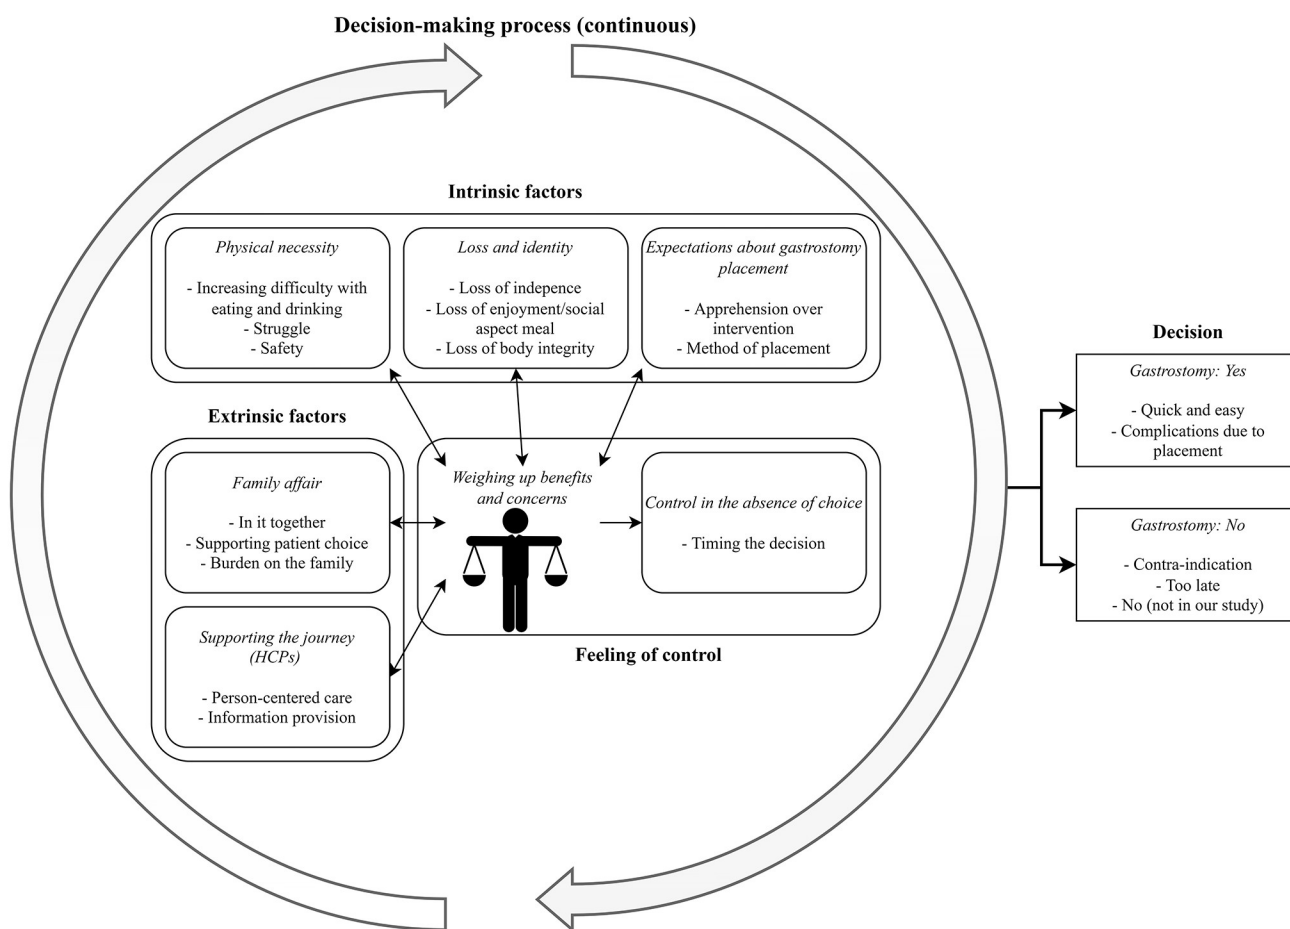 Decision-making process (continuous)
Intrinsic factors
Physical necessity
- Increasing difficulty with
eating and drinking
- Struggle
- Safety
Loss and identity
- Loss of indepence
- Loss of enjoyment/social
aspect meal
- Loss of body integrity
Expectations about gastrostomy
placement
- Apprehension over
intervention
- Method of placement
Extrinsic factors
Family affair
- In it together
- Supporting patient choice
- Burden on the family
Supporting the journey
(HCPs)
- Person-centered care
- Information provision
Weighing up benefits
and concerns
Control in the absence of choice
- Timing the decision
Feeling of control
Decision
Gastrostomy: Yes
- Quick and easy
- Complications due to
placement
Gastrostomy: No
- Contra-indication
- Too late
- No (not in our study)